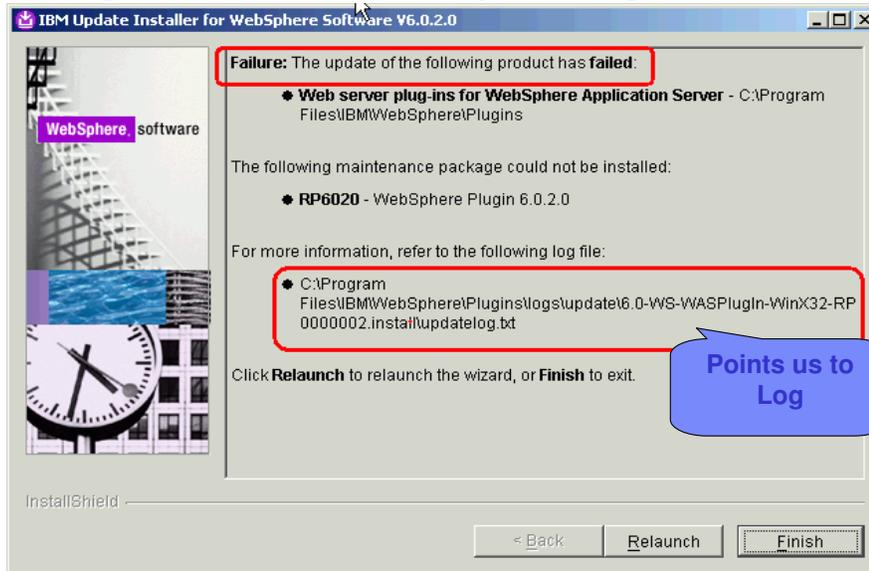 IBM Update Installer for WebSphere Software V6.0.2.0
WebSphere. software
Failure: The update of the following product has failed:
Web server plug-ins for WebSphere Application Server - C:\Program
Files\IBM\WebSphere\Plugins
The following maintenance package could not be installed:
RP6020 - WebSphere Plugin 6.0.2.0
For more information, refer to the following log file:
C:\Program
Files\IBM\WebSphere\Plugins\logs\update\6.0-WS-WASPlugIn-WinX32-RP
0000002.install\updatelog.txt
Points us to
Log
Click Relaunch to relaunch the wizard, or Finish to exit.
InstallShield
< Back
Relaunch
Finish